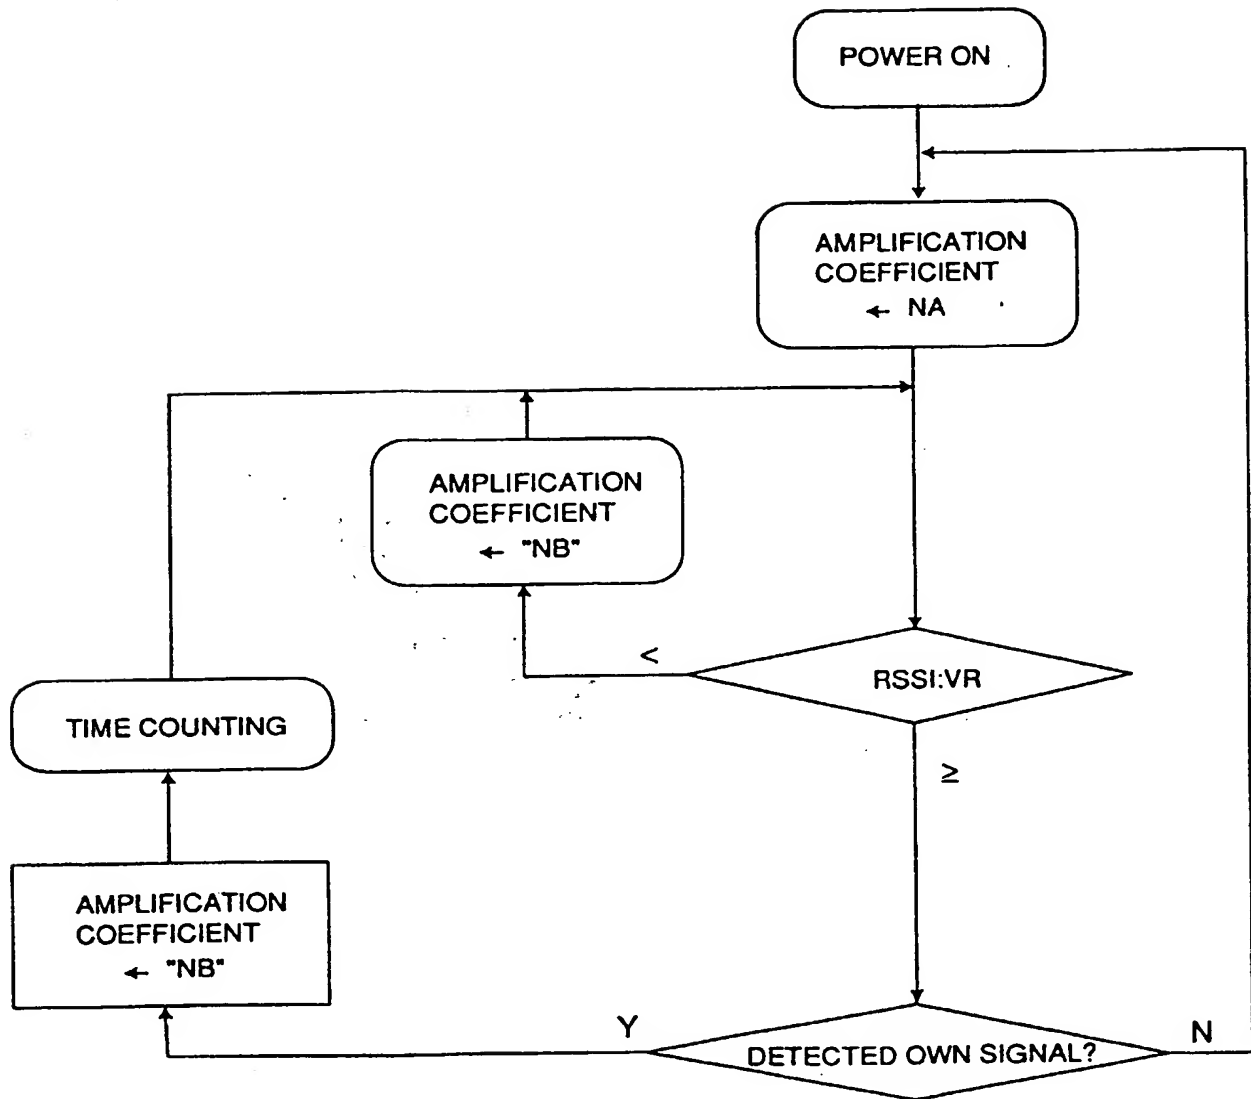 POWER ON
AMPLIFICATION
COEFFICIENT
← NA
AMPLIFICATION
COEFFICIENT
← "NB"
<
RSSI:VR
TIME COUNTING
≥
AMPLIFICATION
COEFFICIENT
← "NB"
Y
DETECTED OWN SIGNAL?
N